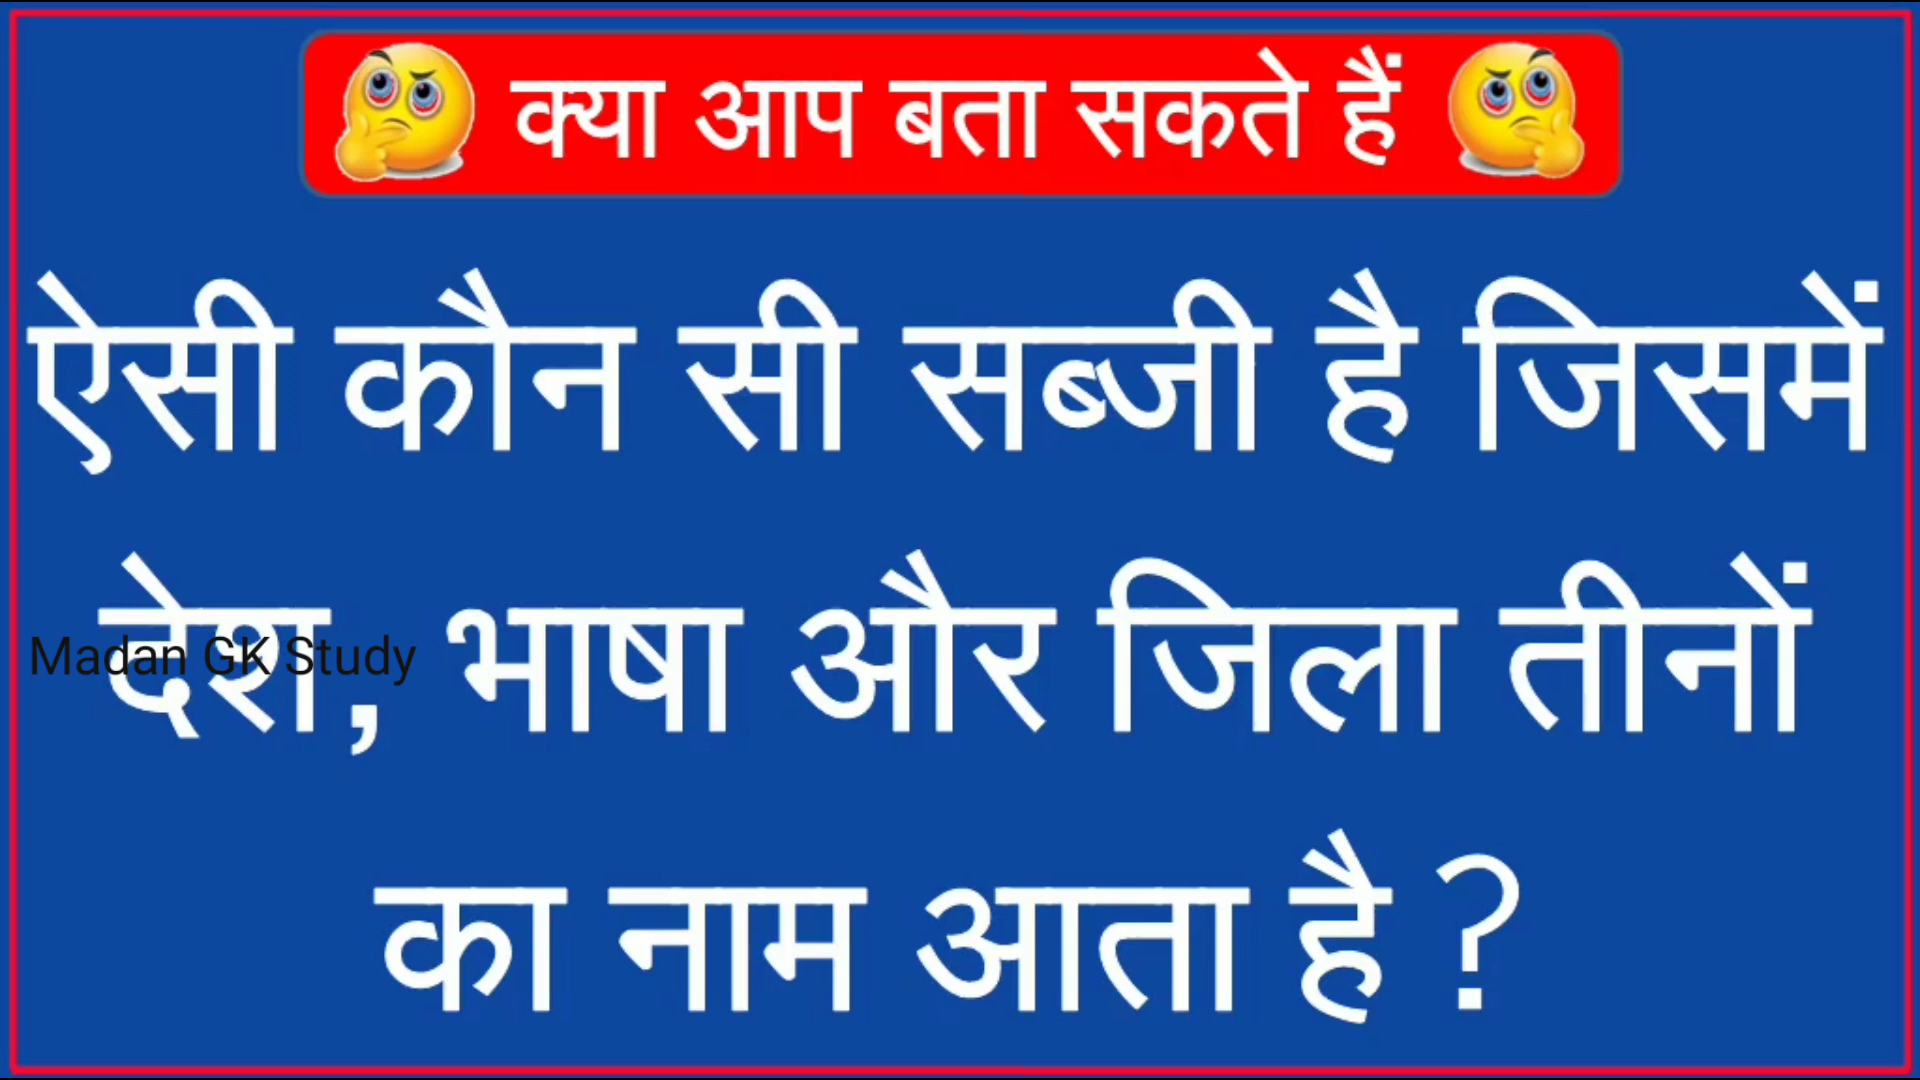 क्या आप बता सकते हैं
ऐसी कौन सी सब्जी है जिसमें
देश, भाषा और जिला तीनों
Madan GK Study
का नाम आता है ?